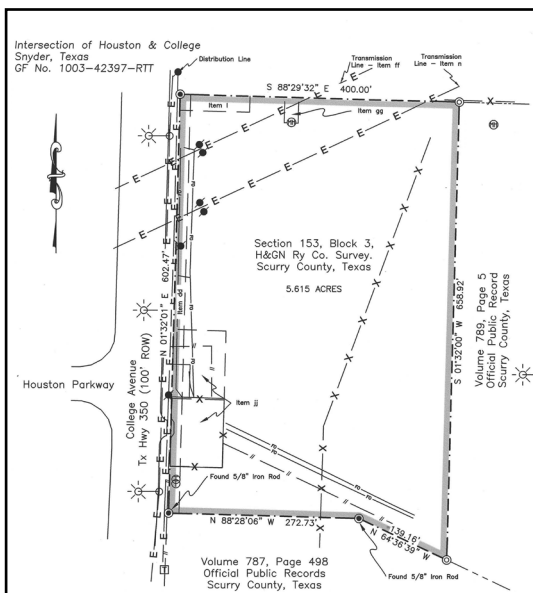 Intersection of Houston & College
Snyder, Texas
GF No. 1003-42397-RTT
Distribution Line
Transmission
Line - Item ff
Transmission
Line - Item n
S 88°29'32" E
400.00'
Item l
Item gg
Section 153, Block 3,
H&GN Ry Co. Survey.
Scurry County, Texas
5.615 ACRES
N 01°32'01" E 602.47'
Item dd
S 01°32'00" W 658.92'
Volume 789, Page 5
Official Public Record
Scurry County, Texas
Houston Parkway
College Avenue
Tx Hwy 350 (100' ROW)
Item jjj
Found 5/8" Iron Rod
N 88°28'06" W 272.73'
139.16'
N 64°36'39" W
Found 5/8" Iron Rod
Volume 787, Page 498
Official Public Records
Scurry County, Texas